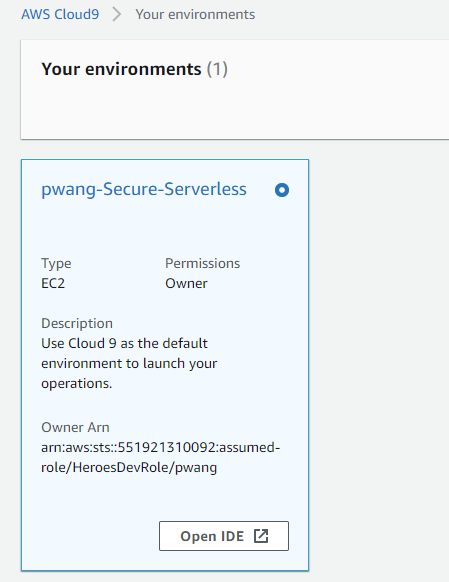 AWS Cloud9 > Your environments
Your environments (1)
pwang-Secure-Serverless
Type Permissions
EC2 Owner
Description
Use Cloud 9 as the default
environment to launch your
operations.
Owner Arn
arn:aws:sts::551921310092:assumed-
role/HeroesDevRole/pwang
Open IDE